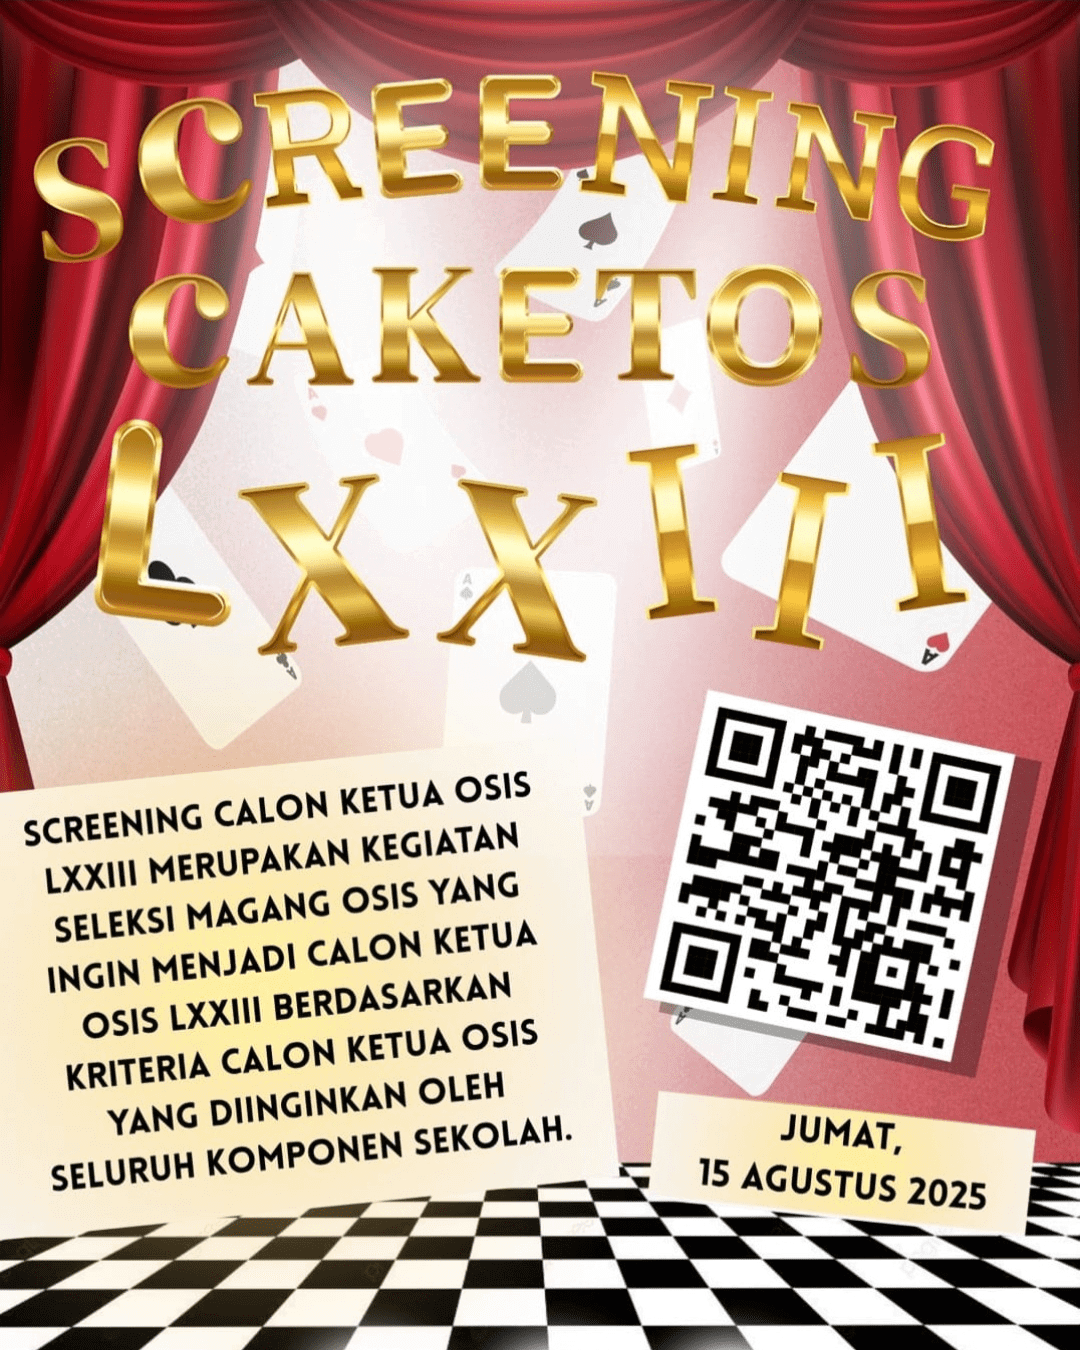 SCREENING
CAKETOS
LXXIII
SCREENING CALON KETUA OSIS
LXXIII MERUPAKAN KEGIATAN
SELEKSI MAGANG OSIS YANG
INGIN MENJADI CALON KETUA
OSIS LXXIII BERDASARKAN
KRITERIA CALON KETUA OSIS
YANG DIINGINKAN OLEH
SELURUH KOMPONEN SEKOLAH.
JUMAT,
15 AGUSTUS 2025
A
A
A
A